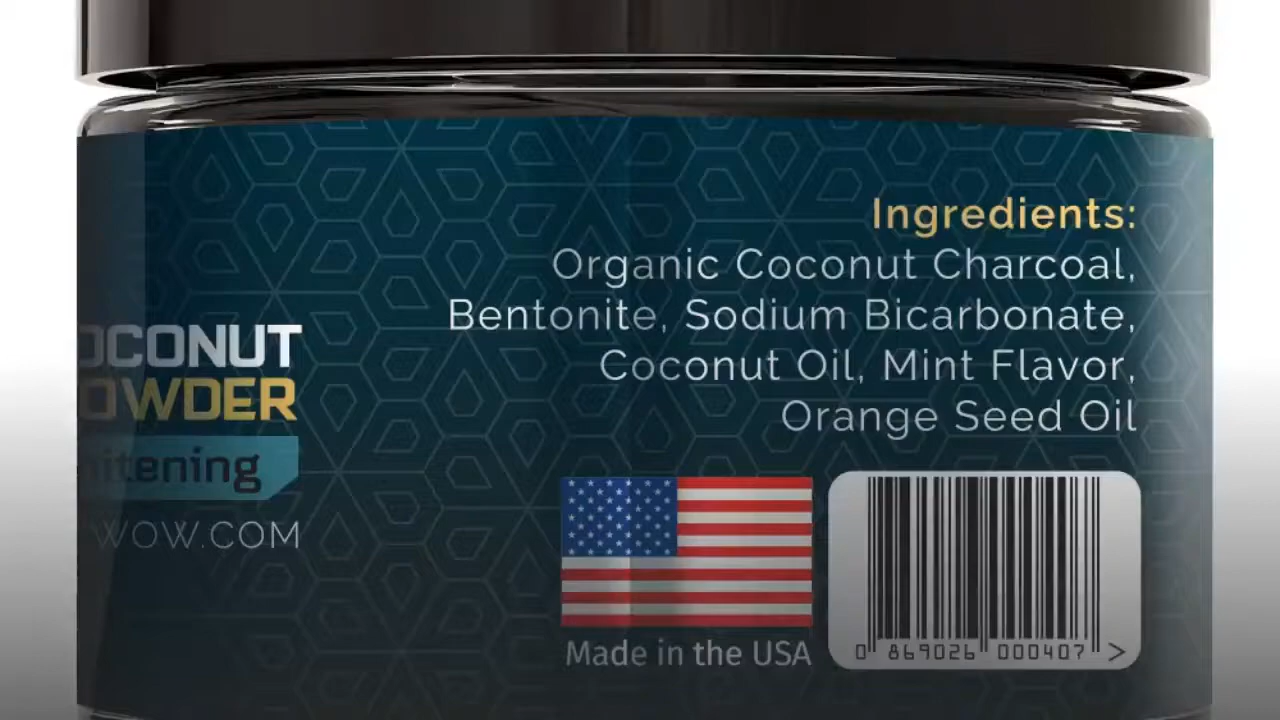 Ingredients:
Organic Coconut Charcoal,
Bentonite, Sodium Bicarbonate,
Coconut Oil, Mint Flavor,
Orange Seed Oil
OCONUT
OWDER
hitening
WOW.COM
Made in the USA
0 869026 000407 >